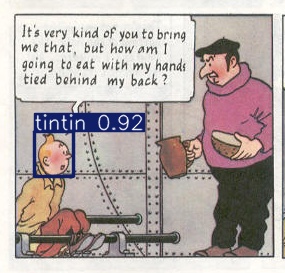 It's very kind of you to bring
me that, but how am I
going to eat with my hands
tied behind my back?
tintin 0.92